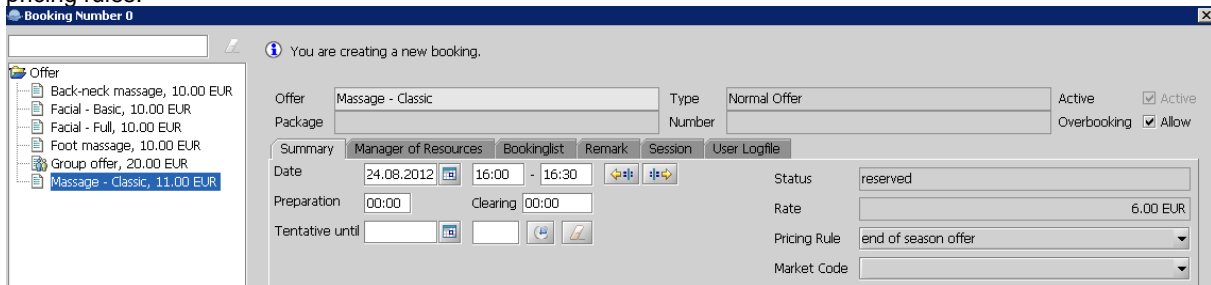 pricing rules.
Booking Number 0
You are creating a new booking.
Offer
Back-neck massage, 10.00 EUR
Facial - Basic, 10.00 EUR
Facial - Full, 10.00 EUR
Foot massage, 10.00 EUR
Group offer, 20.00 EUR
Massage - Classic, 11.00 EUR
Offer Massage - Classic Type Normal Offer Active Active
Package Number Overbooking Allow
Summary Manager of Resources Bookinglist Remark Session User Logfile
Date 24.08.2012 16:00 - 16:30 Status reserved
Preparation 00:00 Clearing 00:00 Rate 6.00 EUR
Tentative until Pricing Rule end of season offer
Market Code